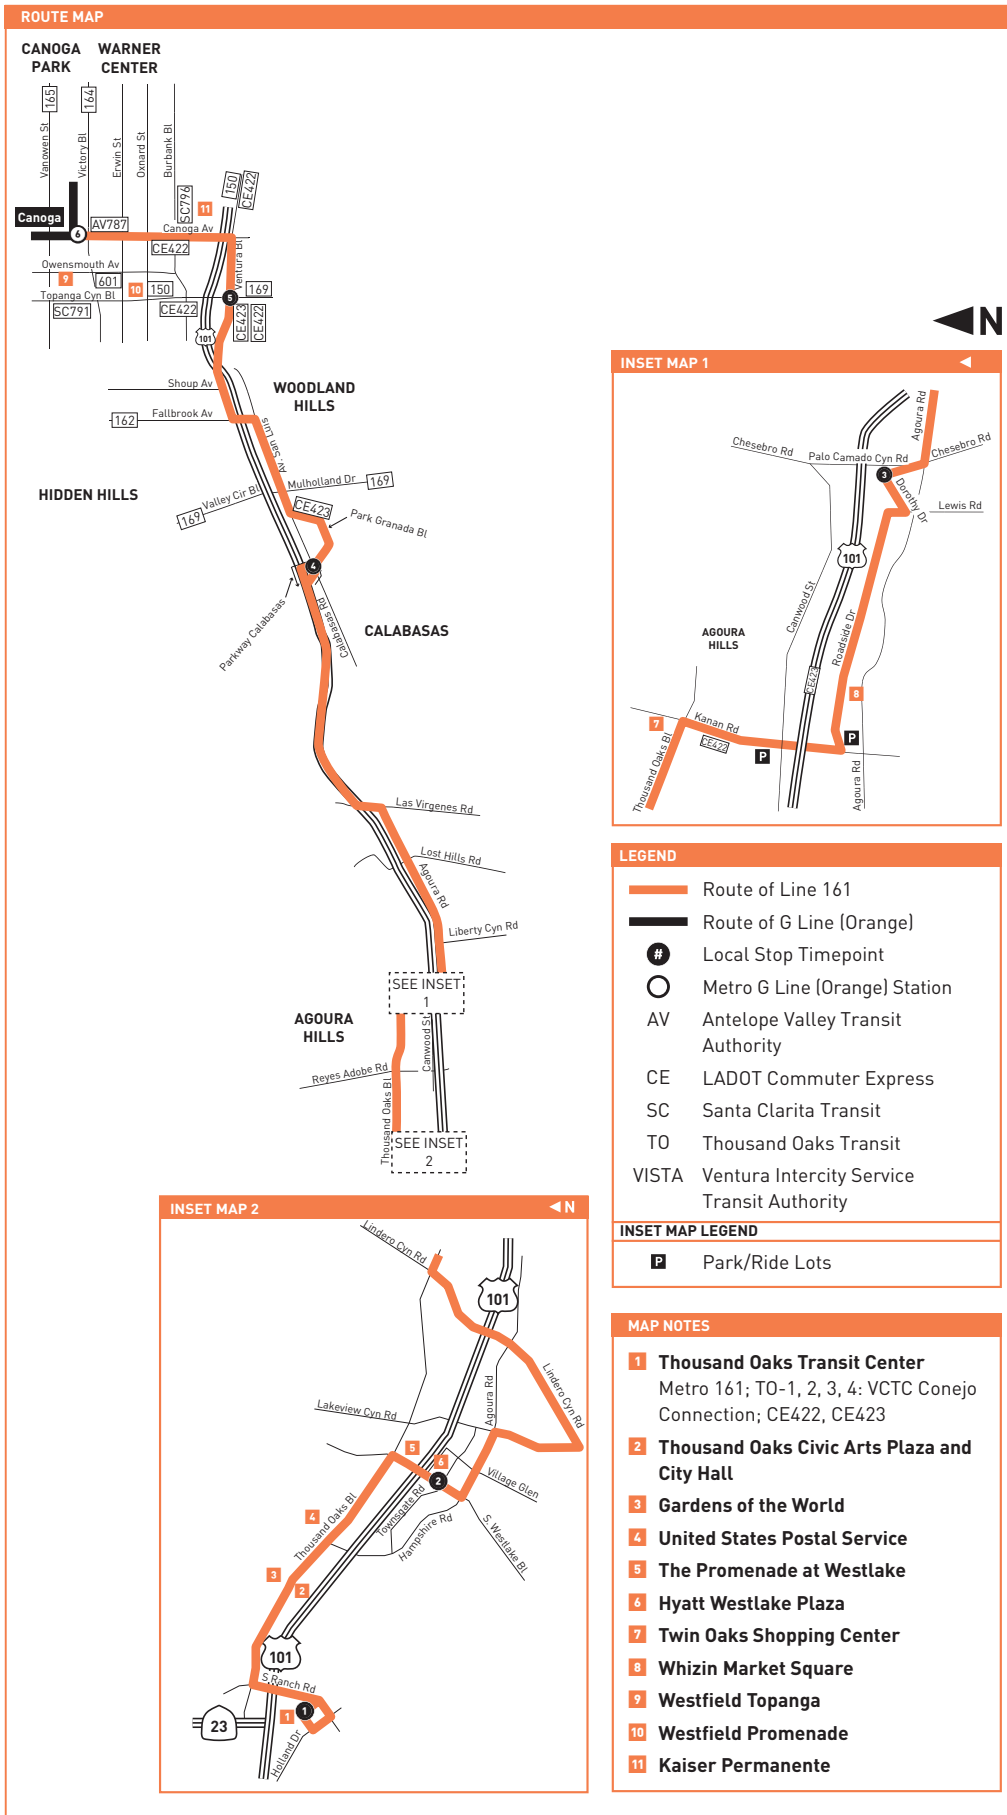 ROUTE MAP
CANOGA
PARK
WARNER
CENTER
165
164
Vanowen St
Victory Bl
Erwin St
Oxnard St
Burbank Bl
SC796
11
150
CE422
Canoga
6
AV787
Canoga Av
CE422
Ventura Bl
Owensmouth Av
9
601
10
150
169
Topanga Cyn Bl
5
SC791
CE422
CE423
CE422
101
Shoup Av
WOODLAND
HILLS
162
Fallbrook Av
Av. San Luis
HIDDEN HILLS
Valley Cir Bl
Mulholland Dr
169
169
CE423
Park Granada Bl
4
Parkway Calabasas
Calabasas Rd
CALABASAS
Las Virgenes Rd
Lost Hills Rd
Agoura Rd
Liberty Cyn Rd
SEE INSET
1
AGOURA
HILLS
Canwood St
Reyes Adobe Rd
Thousand Oaks Bl
SEE INSET
2
N
INSET MAP 1
Agoura Rd
Chesebro Rd
Palo Camado Cyn Rd
Chesebro Rd
3
Dorothy Dr
Lewis Rd
101
Canwood St
Roadside Dr
AGOURA
HILLS
CE423
8
7
Kanan Rd
CE422
P
P
Thousand Oaks Bl
Agoura Rd
LEGEND
Route of Line 161
Route of G Line (Orange)
# Local Stop Timepoint
Metro G Line (Orange) Station
AV Antelope Valley Transit
Authority
CE LADOT Commuter Express
SC Santa Clarita Transit
TO Thousand Oaks Transit
VISTA Ventura Intercity Service
Transit Authority
INSET MAP LEGEND
P Park/Ride Lots
INSET MAP 2
N
Lindero Cyn Rd
101
Lindero Cyn Rd
Agoura Rd
Lakeview Cyn Rd
5
6
2
Village Glen
Townsgate Rd
Hampshire Rd
S. Westlake Bl
4
Thousand Oaks Bl
3
2
101
S Ranch Rd
23
1
1
Holland Dr
MAP NOTES
1 Thousand Oaks Transit Center
Metro 161; TO-1, 2, 3, 4: VCTC Conejo
Connection; CE422, CE423
2 Thousand Oaks Civic Arts Plaza and
City Hall
3 Gardens of the World
4 United States Postal Service
5 The Promenade at Westlake
6 Hyatt Westlake Plaza
7 Twin Oaks Shopping Center
8 Whizin Market Square
9 Westfield Topanga
10 Westfield Promenade
11 Kaiser Permanente